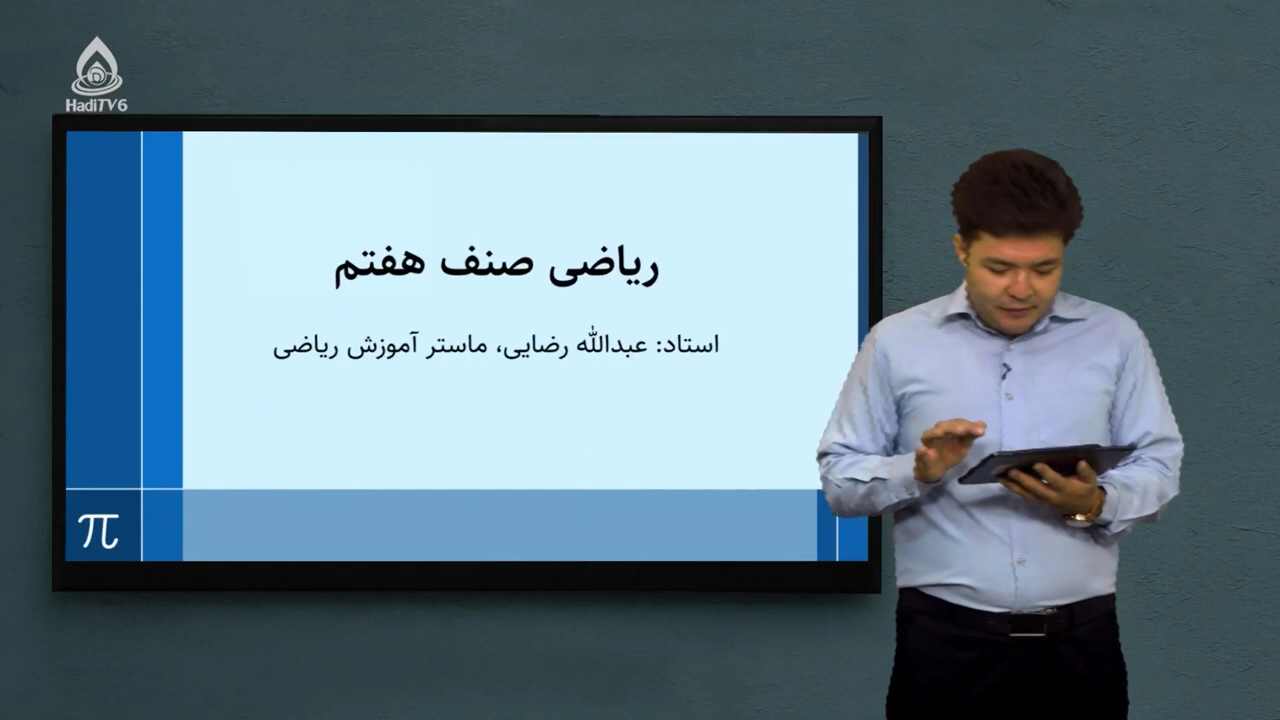 HadiTV6
ریاضی صنف هفتم
استاد: عبدالله رضایی، ماستر آموزش ریاضی
π